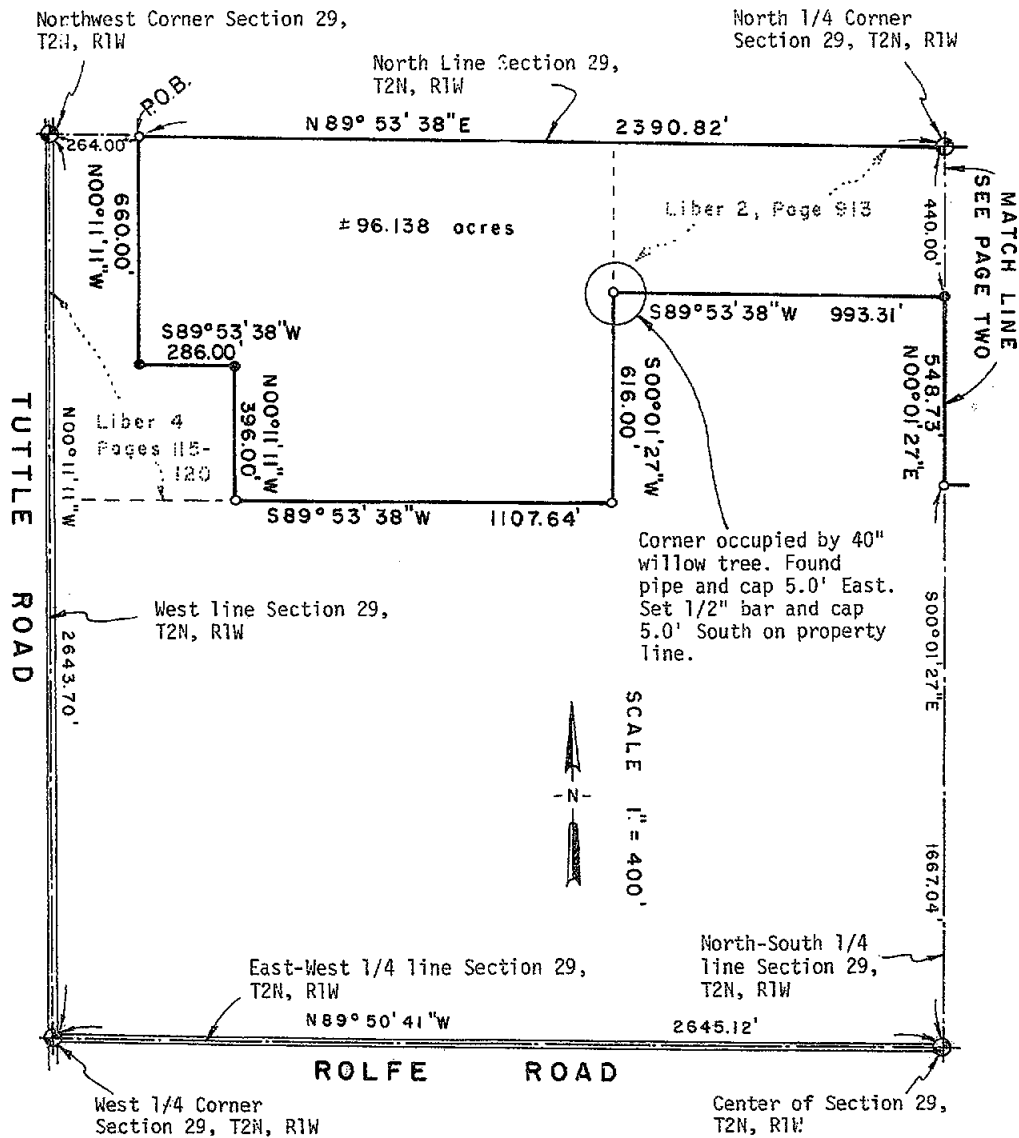 Northwest Corner Section 29,
T2N, R1W
North 1/4 Corner
Section 29, T2N, R1W
North Line Section 29,
T2N, R1W
P.O.B.
264.00'
N 89° 53' 38"E 2390.82'
N00°11'11"W
660.00'
± 96.138 acres
Liber 2, Page 913
440.00'
MATCH LINE
SEE PAGE TWO
S89°53'38"W
286.00'
S89°53'38"W 993.31'
N00°11'11"W
396.00'
S00°01'27"W
616.00'
548.73'
N00°01'27"E
Liber 4
Pages 115-
120
N00°11'11"W
S89°53'38"W 1107.64'
TUTTLE ROAD
Corner occupied by 40"
willow tree. Found
pipe and cap 5.0' East.
Set 1/2" bar and cap
5.0' South on property
line.
West line Section 29,
T2N, R1W
2643.70'
S00°01'27"E
SCALE 1" = 400'
-N-
1667.04'
North-South 1/4
line Section 29,
T2N, R1W
East-West 1/4 line Section 29,
T2N, R1W
N89°50'41"W 2645.12'
ROLFE ROAD
West 1/4 Corner
Section 29, T2N, R1W
Center of Section 29,
T2N, R1W